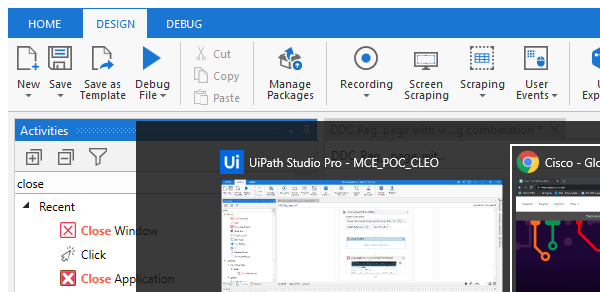 HOME DESIGN DEBUG
New Save Save as Template Debug File Cut Copy Paste Manage Packages Recording Screen Scraping Scraping User Events
Activities
DDC Reg. page with w...g combination *
DDC Reg.
close
Recent
Close Window
Click
Close Application
UiPath Studio Pro - MCE_POC_CLEO
Cisco - Glo